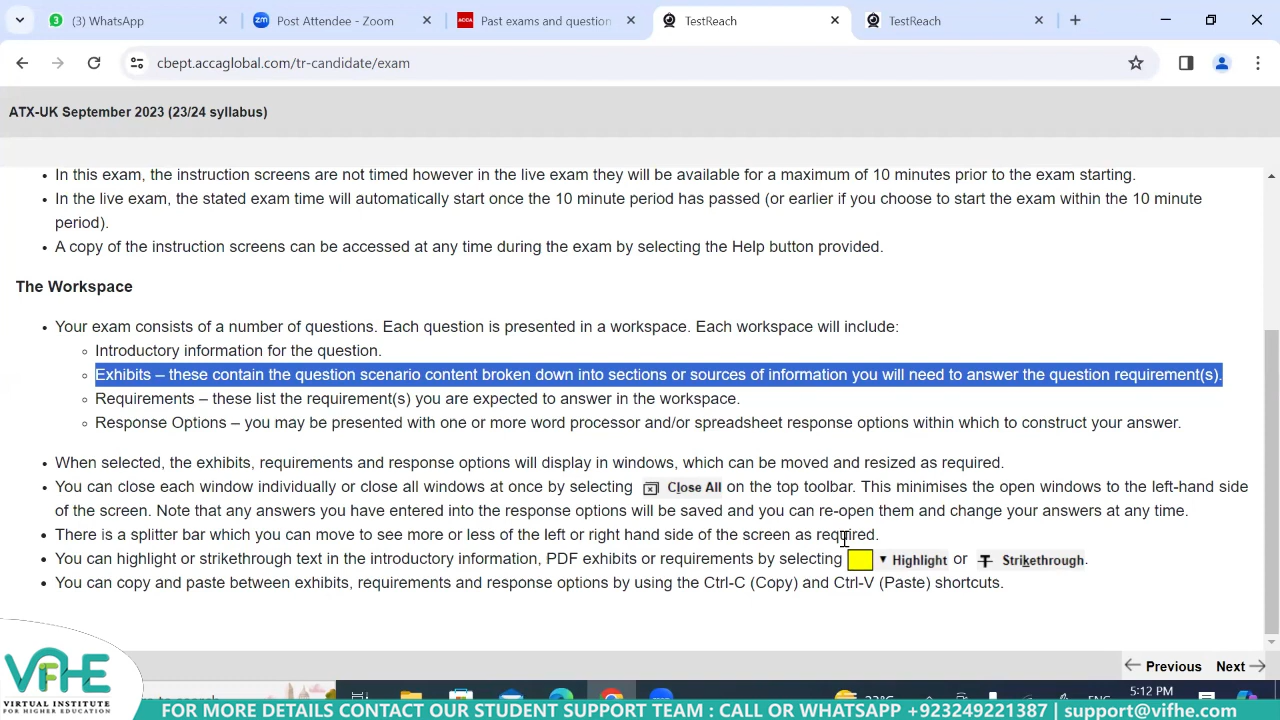 (3) WhatsApp
Post Attendee - Zoom
ACCA
Past exams and question
TestReach
TestReach
cbept.accaglobal.com/tr-candidate/exam
ATX-UK September 2023 (23/24 syllabus)
• In this exam, the instruction screens are not timed however in the live exam they will be available for a maximum of 10 minutes prior to the exam starting.
• In the live exam, the stated exam time will automatically start once the 10 minute period has passed (or earlier if you choose to start the exam within the 10 minute
period).
• A copy of the instruction screens can be accessed at any time during the exam by selecting the Help button provided.
The Workspace
• Your exam consists of a number of questions. Each question is presented in a workspace. Each workspace will include:
◦ Introductory information for the question.
◦ Exhibits – these contain the question scenario content broken down into sections or sources of information you will need to answer the question requirement(s).
◦ Requirements – these list the requirement(s) you are expected to answer in the workspace.
◦ Response Options – you may be presented with one or more word processor and/or spreadsheet response options within which to construct your answer.
• When selected, the exhibits, requirements and response options will display in windows, which can be moved and resized as required.
• You can close each window individually or close all windows at once by selecting Close All on the top toolbar. This minimises the open windows to the left-hand side
of the screen. Note that any answers you have entered into the response options will be saved and you can re-open them and change your answers at any time.
• There is a splitter bar which you can move to see more or less of the left or right hand side of the screen as required.
• You can highlight or strikethrough text in the introductory information, PDF exhibits or requirements by selecting Highlight or Strikethrough.
• You can copy and paste between exhibits, requirements and response options by using the Ctrl-C (Copy) and Ctrl-V (Paste) shortcuts.
Previous Next
5:12 PM
VFHE
VIRTUAL INSTITUTE
FOR HIGHER EDUCATION
FOR MORE DETAILS CONTACT OUR STUDENT SUPPORT TEAM : CALL OR WHATSAPP +923249221387 | support@vifhe.com